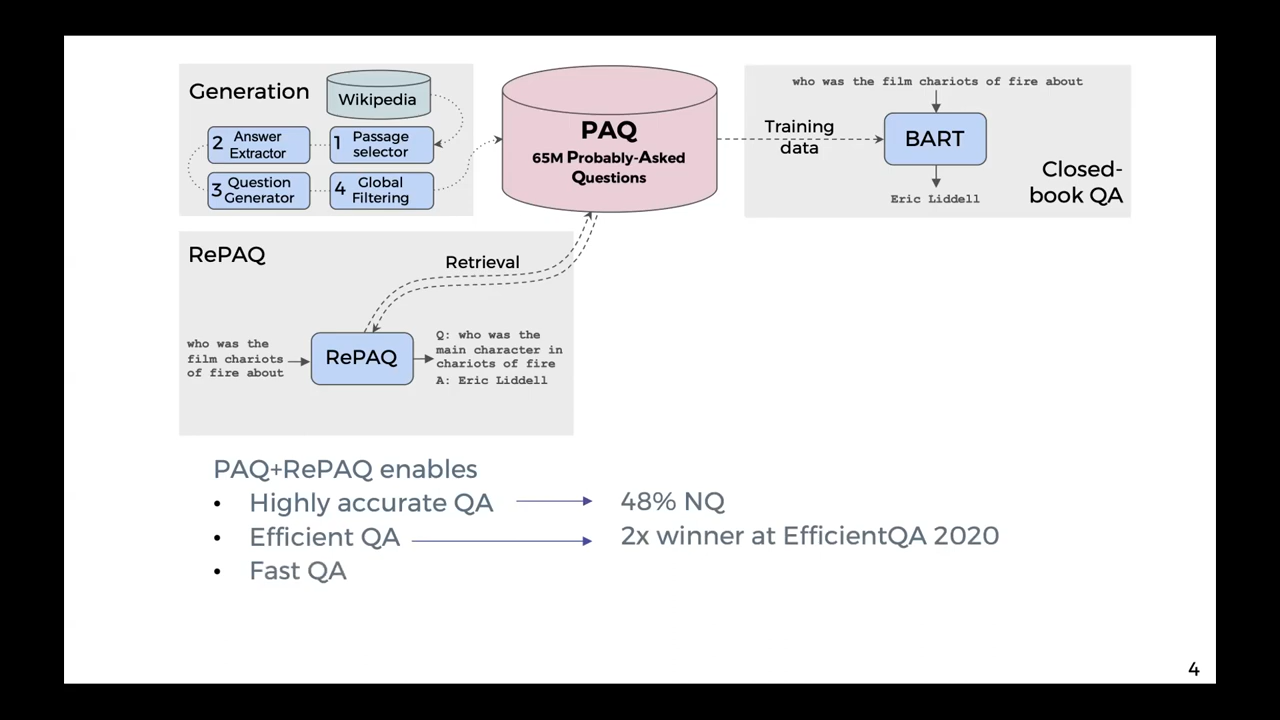 Generation
Wikipedia
2 Answer
Extractor
1 Passage
selector
3 Question
Generator
4 Global
Filtering
PAQ
65M Probably-Asked
Questions
Training
data
who was the film chariots of fire about
BART
Eric Liddell
Closed-
book QA
RePAQ
Retrieval
who was the
film chariots
of fire about
RePAQ
Q: who was the
main character in
chariots of fire
A: Eric Liddell
PAQ+RePAQ enables
• Highly accurate QA
48% NQ
• Efficient QA
2x winner at EfficientQA 2020
• Fast QA
4